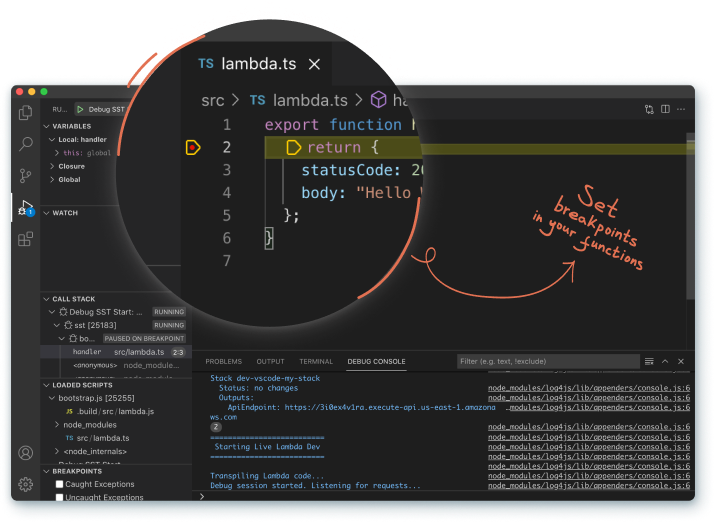 TS lambda.ts ×
RU... Debug SST
src > TS lambda.ts >
VARIABLES
Local: handler
this: global
Closure
Global
1 export function
2 return {
3 statusCode: 20
4 body: "Hello
5 };
6 }
7
1
WATCH
Set
breakpoints
in your
functions
CALL STACK
Debug SST Start: ... RUNNING
sst [25183] RUNNING
bo... PAUSED ON BREAKPOINT
handler src/lambda.ts 2:3
<anonymous> node_module...
<anonymous> node_modul
LOADED SCRIPTS
bootstrap.js [25255]
JS .build/src/lambda.js
node_modules
TS src/lambda.ts
<node_internals>
Debug SST Start
BREAKPOINTS
Caught Exceptions
Uncaught Exceptions
PROBLEMS OUTPUT TERMINAL DEBUG CONSOLE Filter (e.g. text, !exclude)
Stack dev-vscode-my-stack
Status: no changes node_modules/log4js/lib/appenders/console.js:6
Outputs: node_modules/log4js/lib/appenders/console.js:6
ApiEndpoint: https://3i0ex4v1ro.execute-api.us-east-1.amazona …node_modules/log4js/lib/appenders/console.js:6
ws.com
2 node_modules/log4js/lib/appenders/console.js:6
========================== node_modules/log4js/lib/appenders/console.js:6
Starting Live Lambda Dev node_modules/log4js/lib/appenders/console.js:6
========================== node_modules/log4js/lib/appenders/console.js:6
node_modules/log4js/lib/appenders/console.js:6
Transpiling Lambda code... node_modules/log4js/lib/appenders/console.js:6
Debug session started. Listening for requests... node_modules/log4js/lib/appenders/console.js:6
>